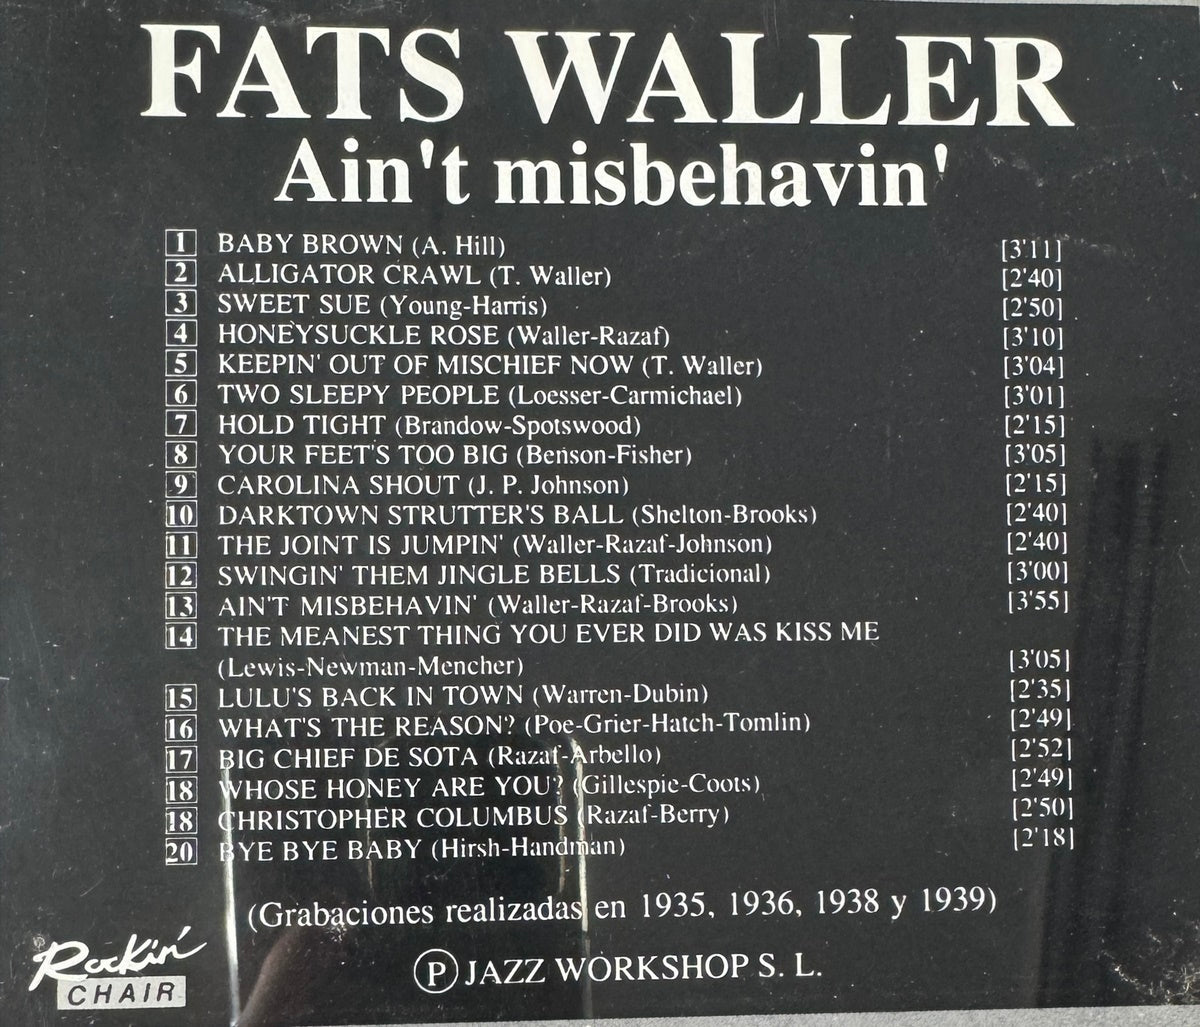 FATS WALLER
Ain't misbehavin'
1 BABY BROWN (A. Hill) [3'11]
2 ALLIGATOR CRAWL (T. Waller) [2'40]
3 SWEET SUE (Young-Harris) [2'50]
4 HONEYSUCKLE ROSE (Waller-Razaf) [3'10]
5 KEEPIN' OUT OF MISCHIEF NOW (T. Waller) [3'04]
6 TWO SLEEPY PEOPLE (Loesser-Carmichael) [3'01]
7 HOLD TIGHT (Brandow-Spotswood) [2'15]
8 YOUR FEET'S TOO BIG (Benson-Fisher) [3'05]
9 CAROLINA SHOUT (J. P. Johnson) [2'15]
10 DARKTOWN STRUTTER'S BALL (Shelton-Brooks) [2'40]
11 THE JOINT IS JUMPIN' (Waller-Razaf-Johnson) [2'40]
12 SWINGIN' THEM JINGLE BELLS (Tradicional) [3'00]
13 AIN'T MISBEHAVIN' (Waller-Razaf-Brooks) [3'55]
14 THE MEANEST THING YOU EVER DID WAS KISS ME
(Lewis-Newman-Mencher) [3'05]
15 LULU'S BACK IN TOWN (Warren-Dubin) [2'35]
16 WHAT'S THE REASON? (Poe-Grier-Hatch-Tomlin) [2'49]
17 BIG CHIEF DE SOTA (Razaf-Arbello) [2'52]
18 WHOSE HONEY ARE YOU? (Gillespie-Coots) [2'49]
18 CHRISTOPHER COLUMBUS (Razaf-Berry) [2'50]
20 BYE BYE BABY (Hirsh-Handman) [2'18]
(Grabaciones realizadas en 1935, 1936, 1938 y 1939)
Rockin'
CHAIR
Ⓟ JAZZ WORKSHOP S. L.